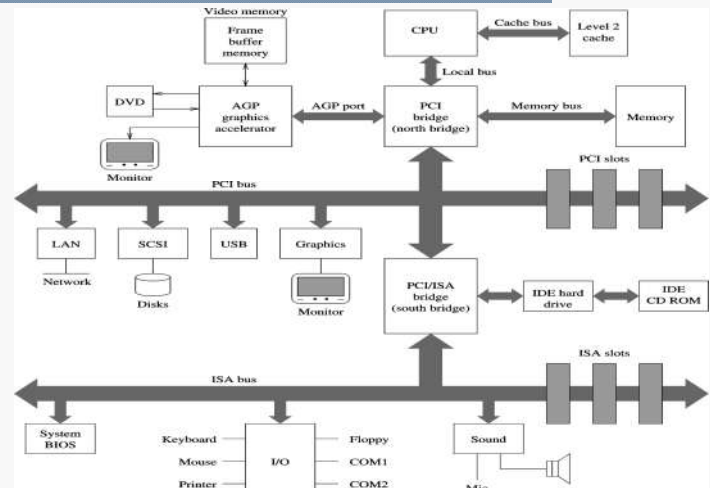 Video memory
Frame
buffer
memory
CPU
Cache bus
Level 2
cache
Local bus
DVD
AGP
graphics
accelerator
AGP port
PCI
bridge
(north bridge)
Memory bus
Memory
Monitor
PCI slots
PCI bus
LAN
SCSI
USB
Graphics
Network
Disks
Monitor
PCI/ISA
bridge
(south bridge)
IDE hard
drive
IDE
CD ROM
ISA slots
ISA bus
System
BIOS
Keyboard
Mouse
Printer
I/O
Floppy
COM1
COM2
Sound
Mic